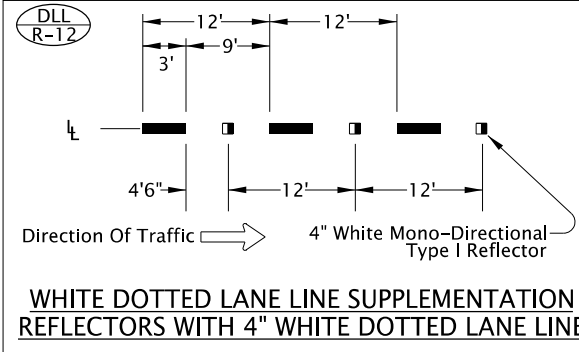 DLL
R-12
12' 12'
3' 9'
LL
4'6" 12' 12'
Direction Of Traffic
4" White Mono-Directional
Type I Reflector
WHITE DOTTED LANE LINE SUPPLEMENTATION
REFLECTORS WITH 4" WHITE DOTTED LANE LINE